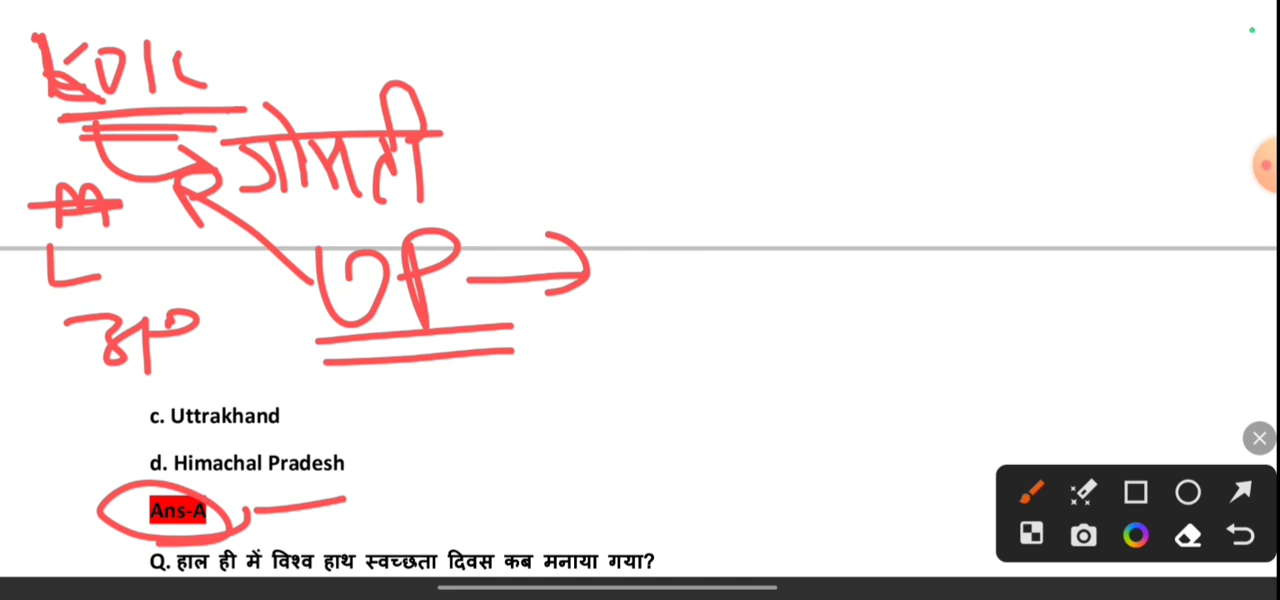 गोमती
UP
c. Uttrakhand
d. Himachal Pradesh
Ans-A
Q. हाल ही में विश्व हाथ स्वच्छता दिवस कब मनाया गया?